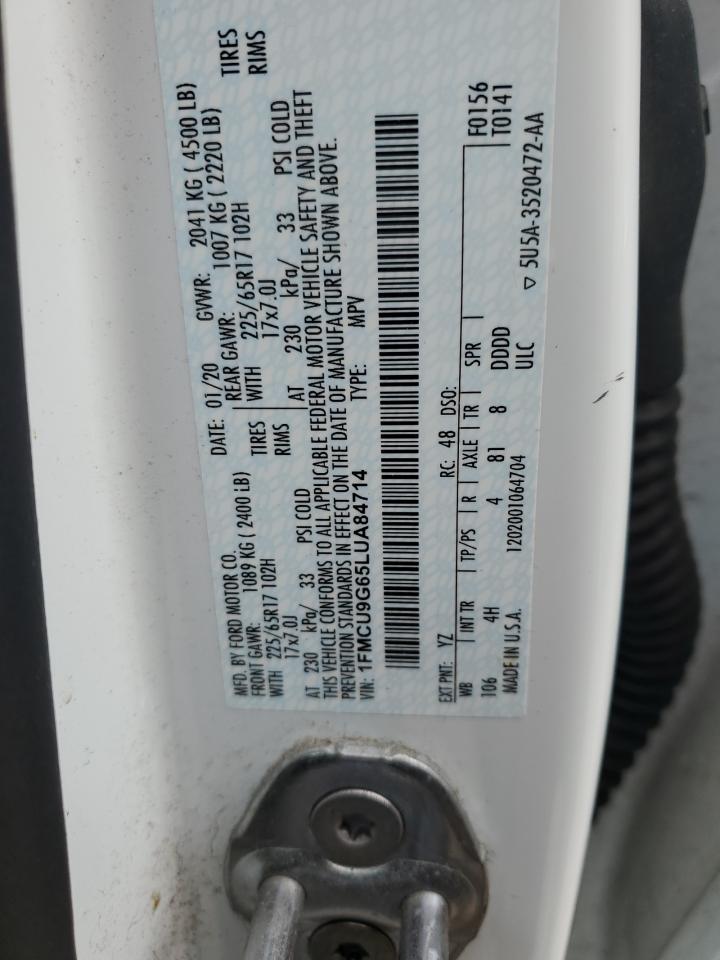 MFD. BY FORD MOTOR CO. DATE: 01/20 GVWR: 2041 KG ( 4500 LB)
FRONT GAWR: 1089 KG ( 2400 LB) REAR GAWR: 1007 KG ( 2220 LB)
WITH 225/65R17 102H TIRES WITH 225/65R17 102H TIRES
17x7.0J RIMS 17x7.0J RIMS
AT 230 kPa/ 33 PSI COLD AT 230 kPa/ 33 PSI COLD
THIS VEHICLE CONFORMS TO ALL APPLICABLE FEDERAL MOTOR VEHICLE SAFETY AND THEFT
PREVENTION STANDARDS IN EFFECT ON THE DATE OF MANUFACTURE SHOWN ABOVE.
VIN: 1FMCU9G65LUA84714 TYPE: MPV
EXT PNT: YZ RC: 48 DSO: F0156
WB INT TR TP/PS R AXLE TR SPR T0141
106 4H 4 81 8 DDDD
MADE IN U.S.A. 1202001064704 ULC ▽ 5U5A-3520472-AA